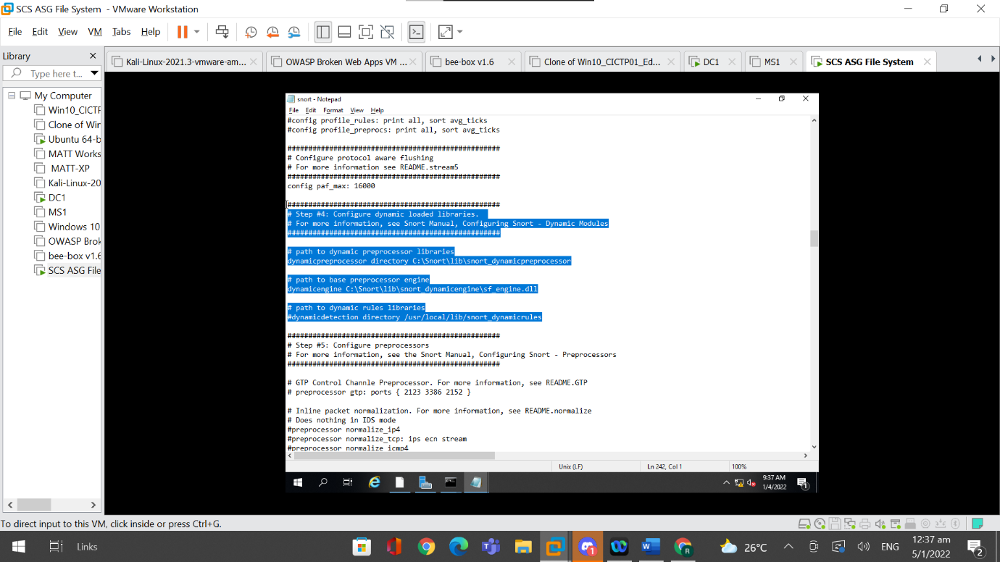 SCS ASG File System - VMware Workstation
File Edit View VM Tabs Help
Library
Type here t...
My Computer
Win10_CICTF
Clone of Wir
Ubuntu 64-b
MATT Works
MATT-XP
Kali-Linux-20
DC1
MS1
Windows 10
OWASP Brok
bee-box v1.6
SCS ASG File
Kali-Linux-2021.3-vmware-am... OWASP Broken Web Apps VM ... bee-box v1.6 Clone of Win10_CICTP01_Ed... DC1 MS1 SCS ASG File System
snort - Notepad
File Edit Format View Help
#config profile_rules: print all, sort avg_ticks
#config profile_preprocs: print all, sort avg_ticks
###################################################
# Configure protocol aware flushing
# For more information see README.stream5
###################################################
config paf_max: 16000
###################################################
# Step #4: Configure dynamic loaded libraries.
# For more information, see Snort Manual, Configuring Snort - Dynamic Modules
###################################################
# path to dynamic preprocessor libraries
dynamicpreprocessor directory C:\Snort\lib\snort_dynamicpreprocessor
# path to base preprocessor engine
dynamicengine C:\Snort\lib\snort_dynamicengine\sf_engine.dll
# path to dynamic rules libraries
#dynamicdetection directory /usr/local/lib/snort_dynamicrules
###################################################
# Step #5: Configure preprocessors
# For more information, see the Snort Manual, Configuring Snort - Preprocessors
###################################################
# GTP Control Channle Preprocessor. For more information, see README.GTP
# preprocessor gtp: ports { 2123 3386 2152 }
# Inline packet normalization. For more information, see README.normalize
# Does nothing in IDS mode
#preprocessor normalize_ip4
#preprocessor normalize_tcp: ips ecn stream
#preprocessor normalize_icmp4
Unix (LF) Ln 242, Col 1 100%
9:37 AM
1/4/2022
To direct input to this VM, click inside or press Ctrl+G.
Links
26°C
ENG
12:37 am
5/1/2022